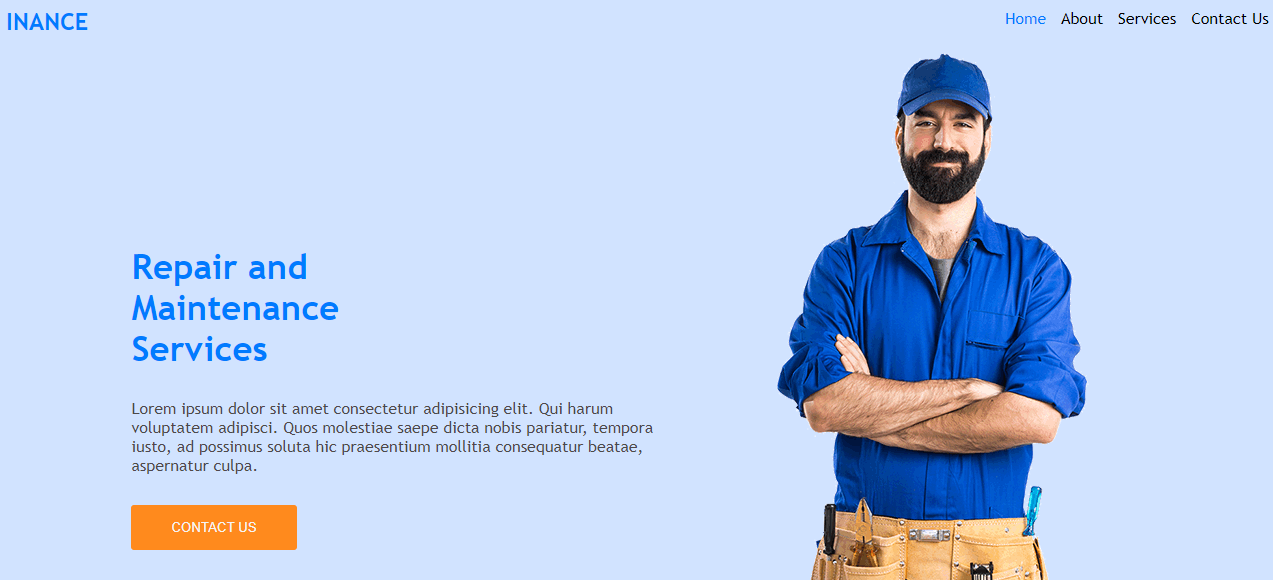 INANCE
Home About Services Contact Us
Repair and
Maintenance
Services
Lorem ipsum dolor sit amet consectetur adipisicing elit. Qui harum
voluptatem adipisci. Quos molestiae saepe dicta nobis pariatur, tempora
iusto, ad possimus soluta hic praesentium mollitia consequatur beatae,
aspernatur culpa.
CONTACT US